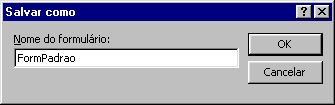 Salvar como
Nome do formulário:
OK
FormPadrao
Cancelar